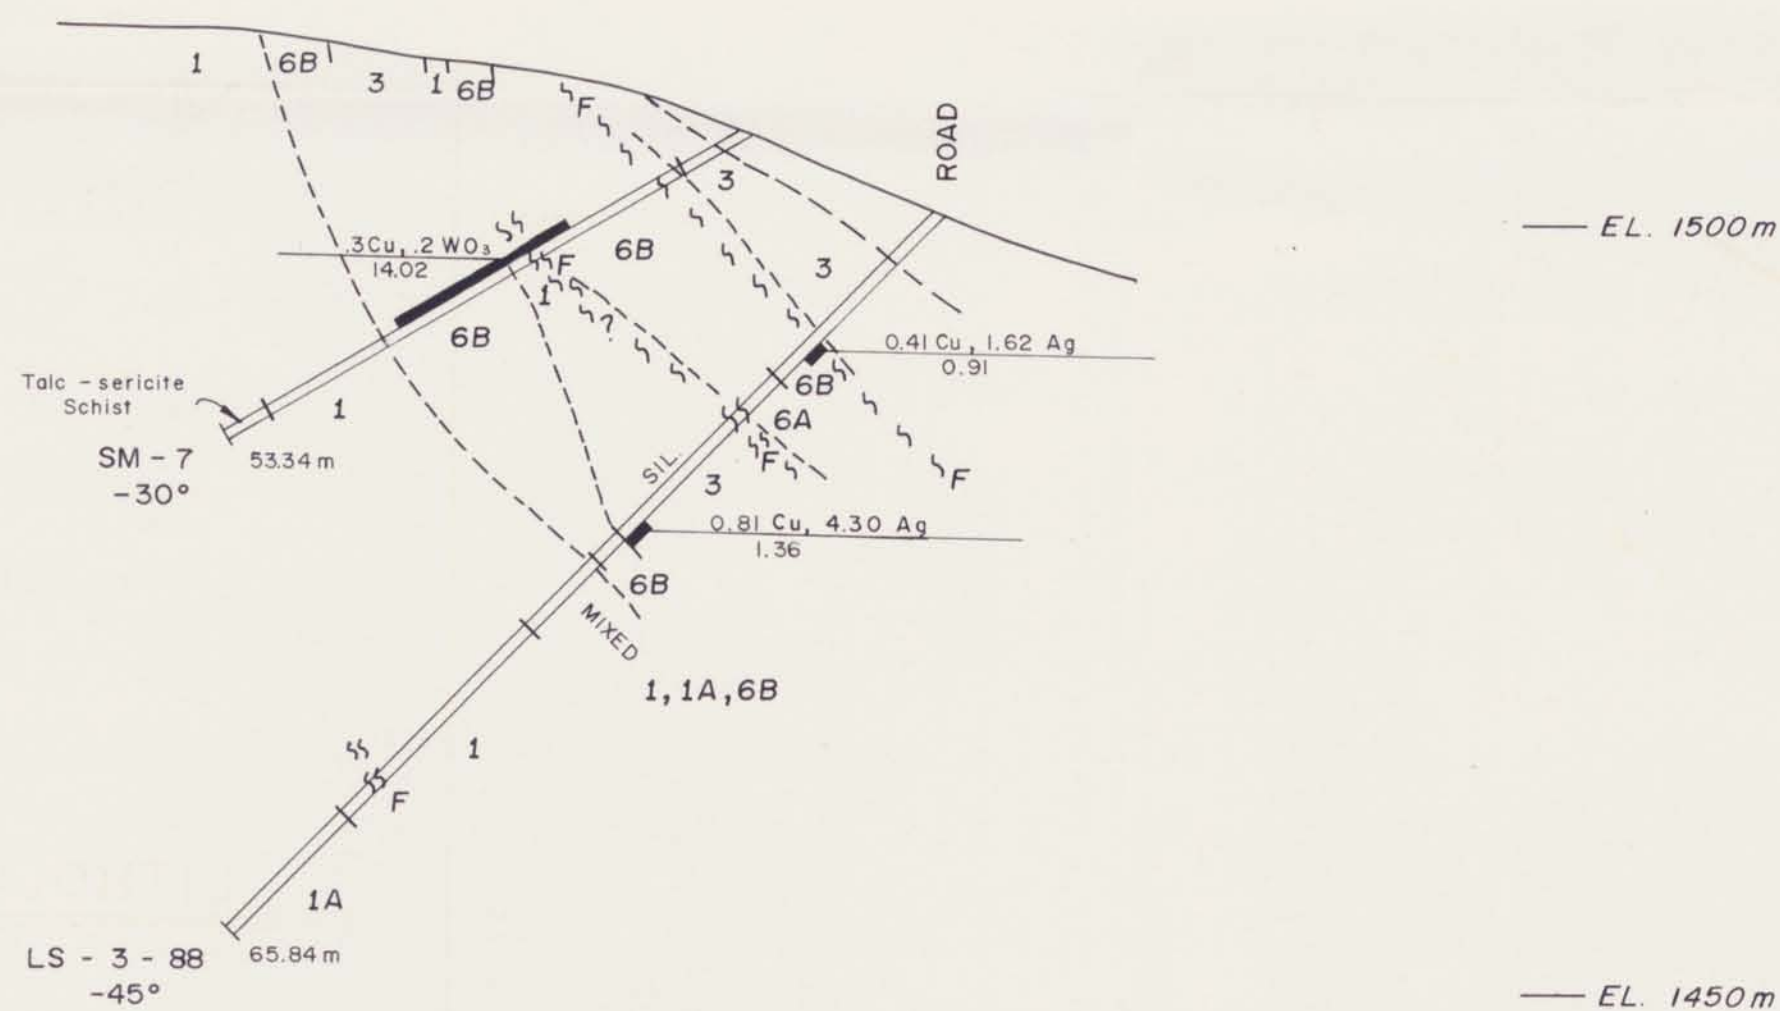 1
6B
3
1
6B
F
ROAD
3
EL. 1500m
.3Cu, .2 WO₃
14.02
F
6B
3
1
6B
?
0.41 Cu, 1.62 Ag
0.91
Talc - sericite
Schist
1
6B
6A
SM - 7
-30°
53.34 m
SIL.
F
3
F
0.81 Cu, 4.30 Ag
1.36
6B
MIXED
1, 1A, 6B
1
F
1A
LS - 3 - 88
-45°
65.84 m
EL. 1450m